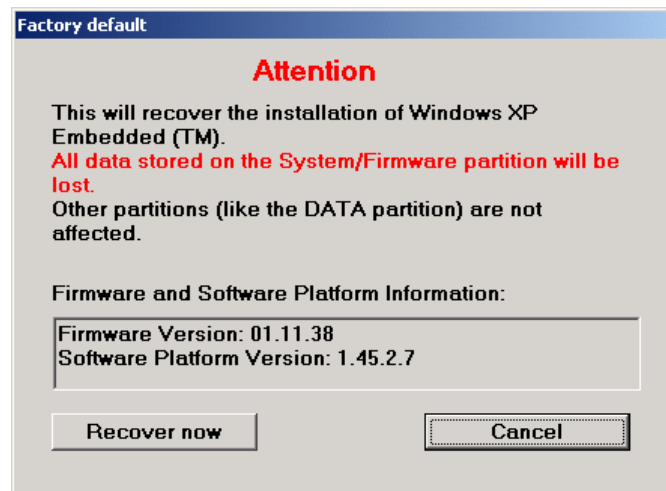 Factory default
Attention
This will recover the installation of Windows XP
Embedded (TM).
All data stored on the System/Firmware partition will be
lost.
Other partitions (like the DATA partition) are not
affected.
Firmware and Software Platform Information:
Firmware Version: 01.11.38
Software Platform Version: 1.45.2.7
Recover now
Cancel